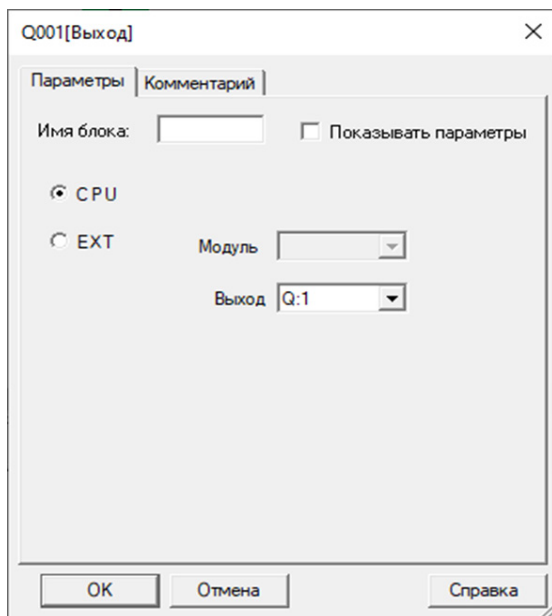 Q001[Выход]
Параметры Комментарий
Имя блока: Показывать параметры
CPU
EXT Модуль
Выход Q:1
OK Отмена Справка